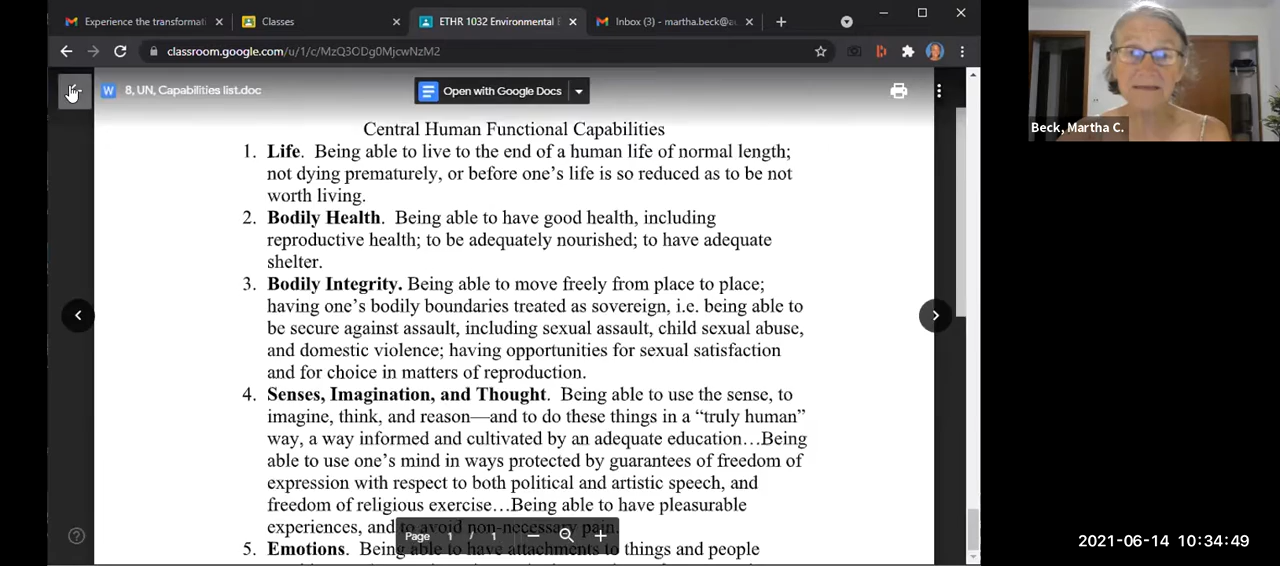 Experience the transformati
Classes
ETHR 1032 Environmental E
Inbox (3) - martha.beck@a
classroom.google.com/u/1/c/MzQ3ODg0MjcwNzM2
W 8, UN, Capabilities list.doc
Open with Google Docs
Beck, Martha C.
Central Human Functional Capabilities
1. Life. Being able to live to the end of a human life of normal length;
not dying prematurely, or before one's life is so reduced as to be not
worth living.
2. Bodily Health. Being able to have good health, including
reproductive health; to be adequately nourished; to have adequate
shelter.
3. Bodily Integrity. Being able to move freely from place to place;
having one's bodily boundaries treated as sovereign, i.e. being able to
be secure against assault, including sexual assault, child sexual abuse,
and domestic violence; having opportunities for sexual satisfaction
and for choice in matters of reproduction.
4. Senses, Imagination, and Thought. Being able to use the sense, to
imagine, think, and reason—and to do these things in a “truly human”
way, a way informed and cultivated by an adequate education…Being
able to use one's mind in ways protected by guarantees of freedom of
expression with respect to both political and artistic speech, and
freedom of religious exercise…Being able to have pleasurable
experiences, and to avoid non-necessary pain.
Page 1 / 1
5. Emotions. Being able to have attachments to things and people
2021-06-14 10:34:49